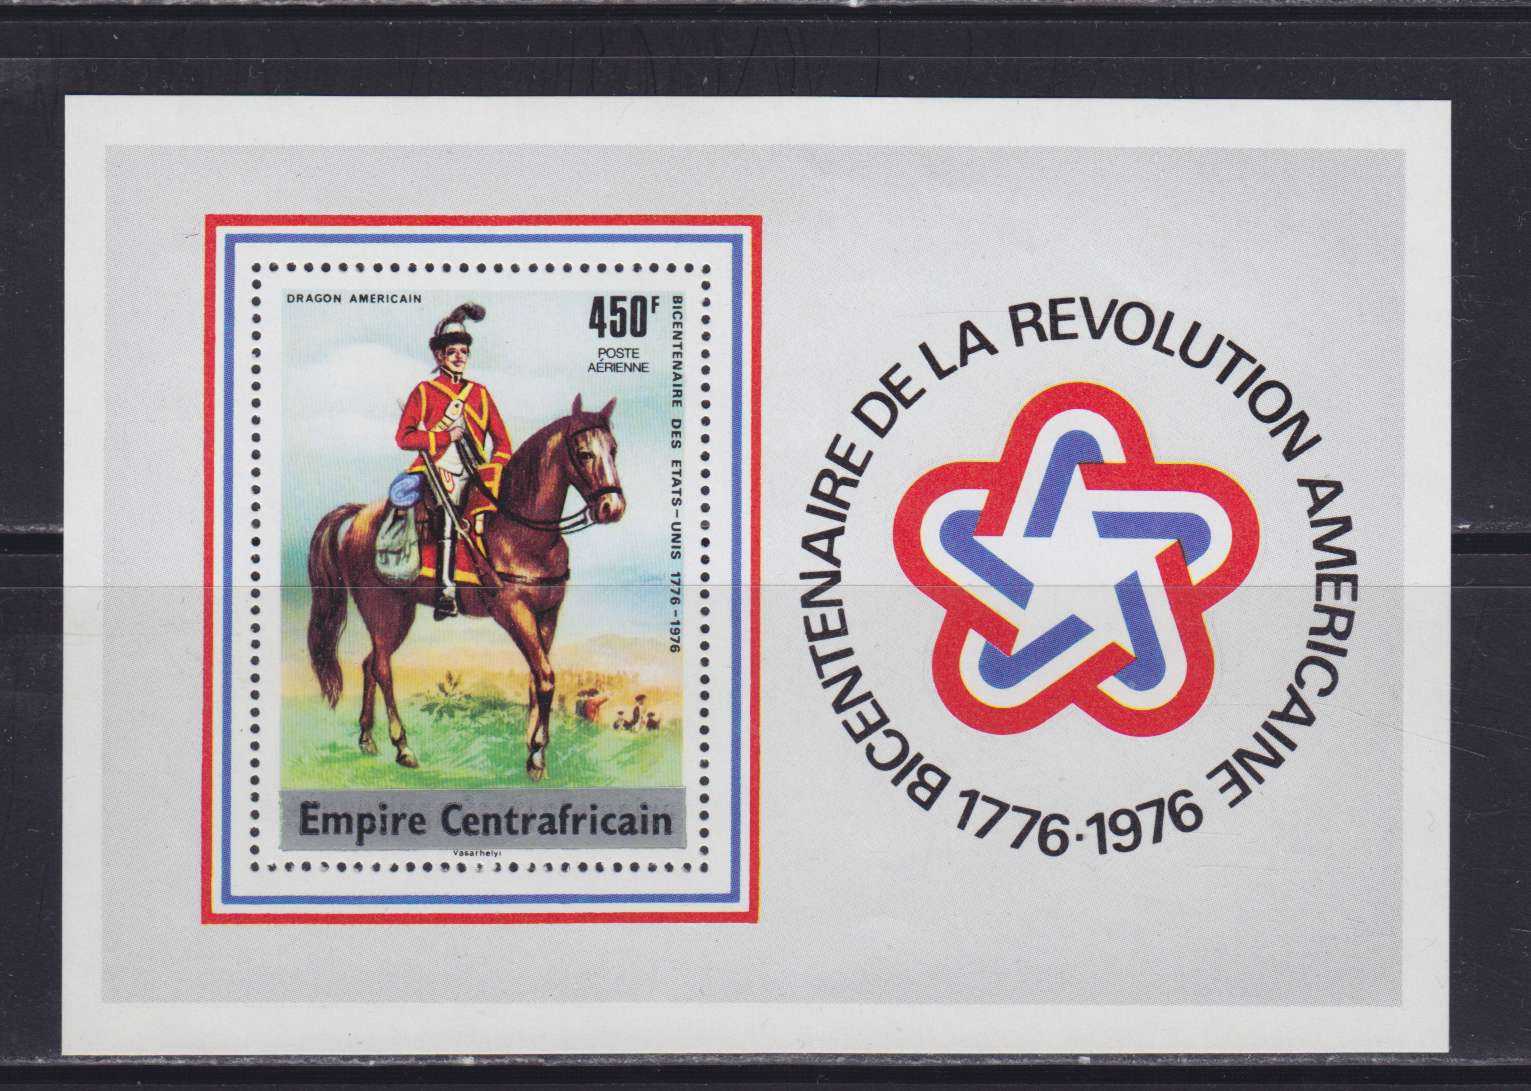 DRAGON AMERICAIN
450F
POSTE
AÉRIENNE
BICENTENAIRE DES ETATS-UNIS 1776-1976
Empire Centrafricain
Vasarhelyi
BICENTENAIRE DE LA REVOLUTION AMERICAINE
1776·1976